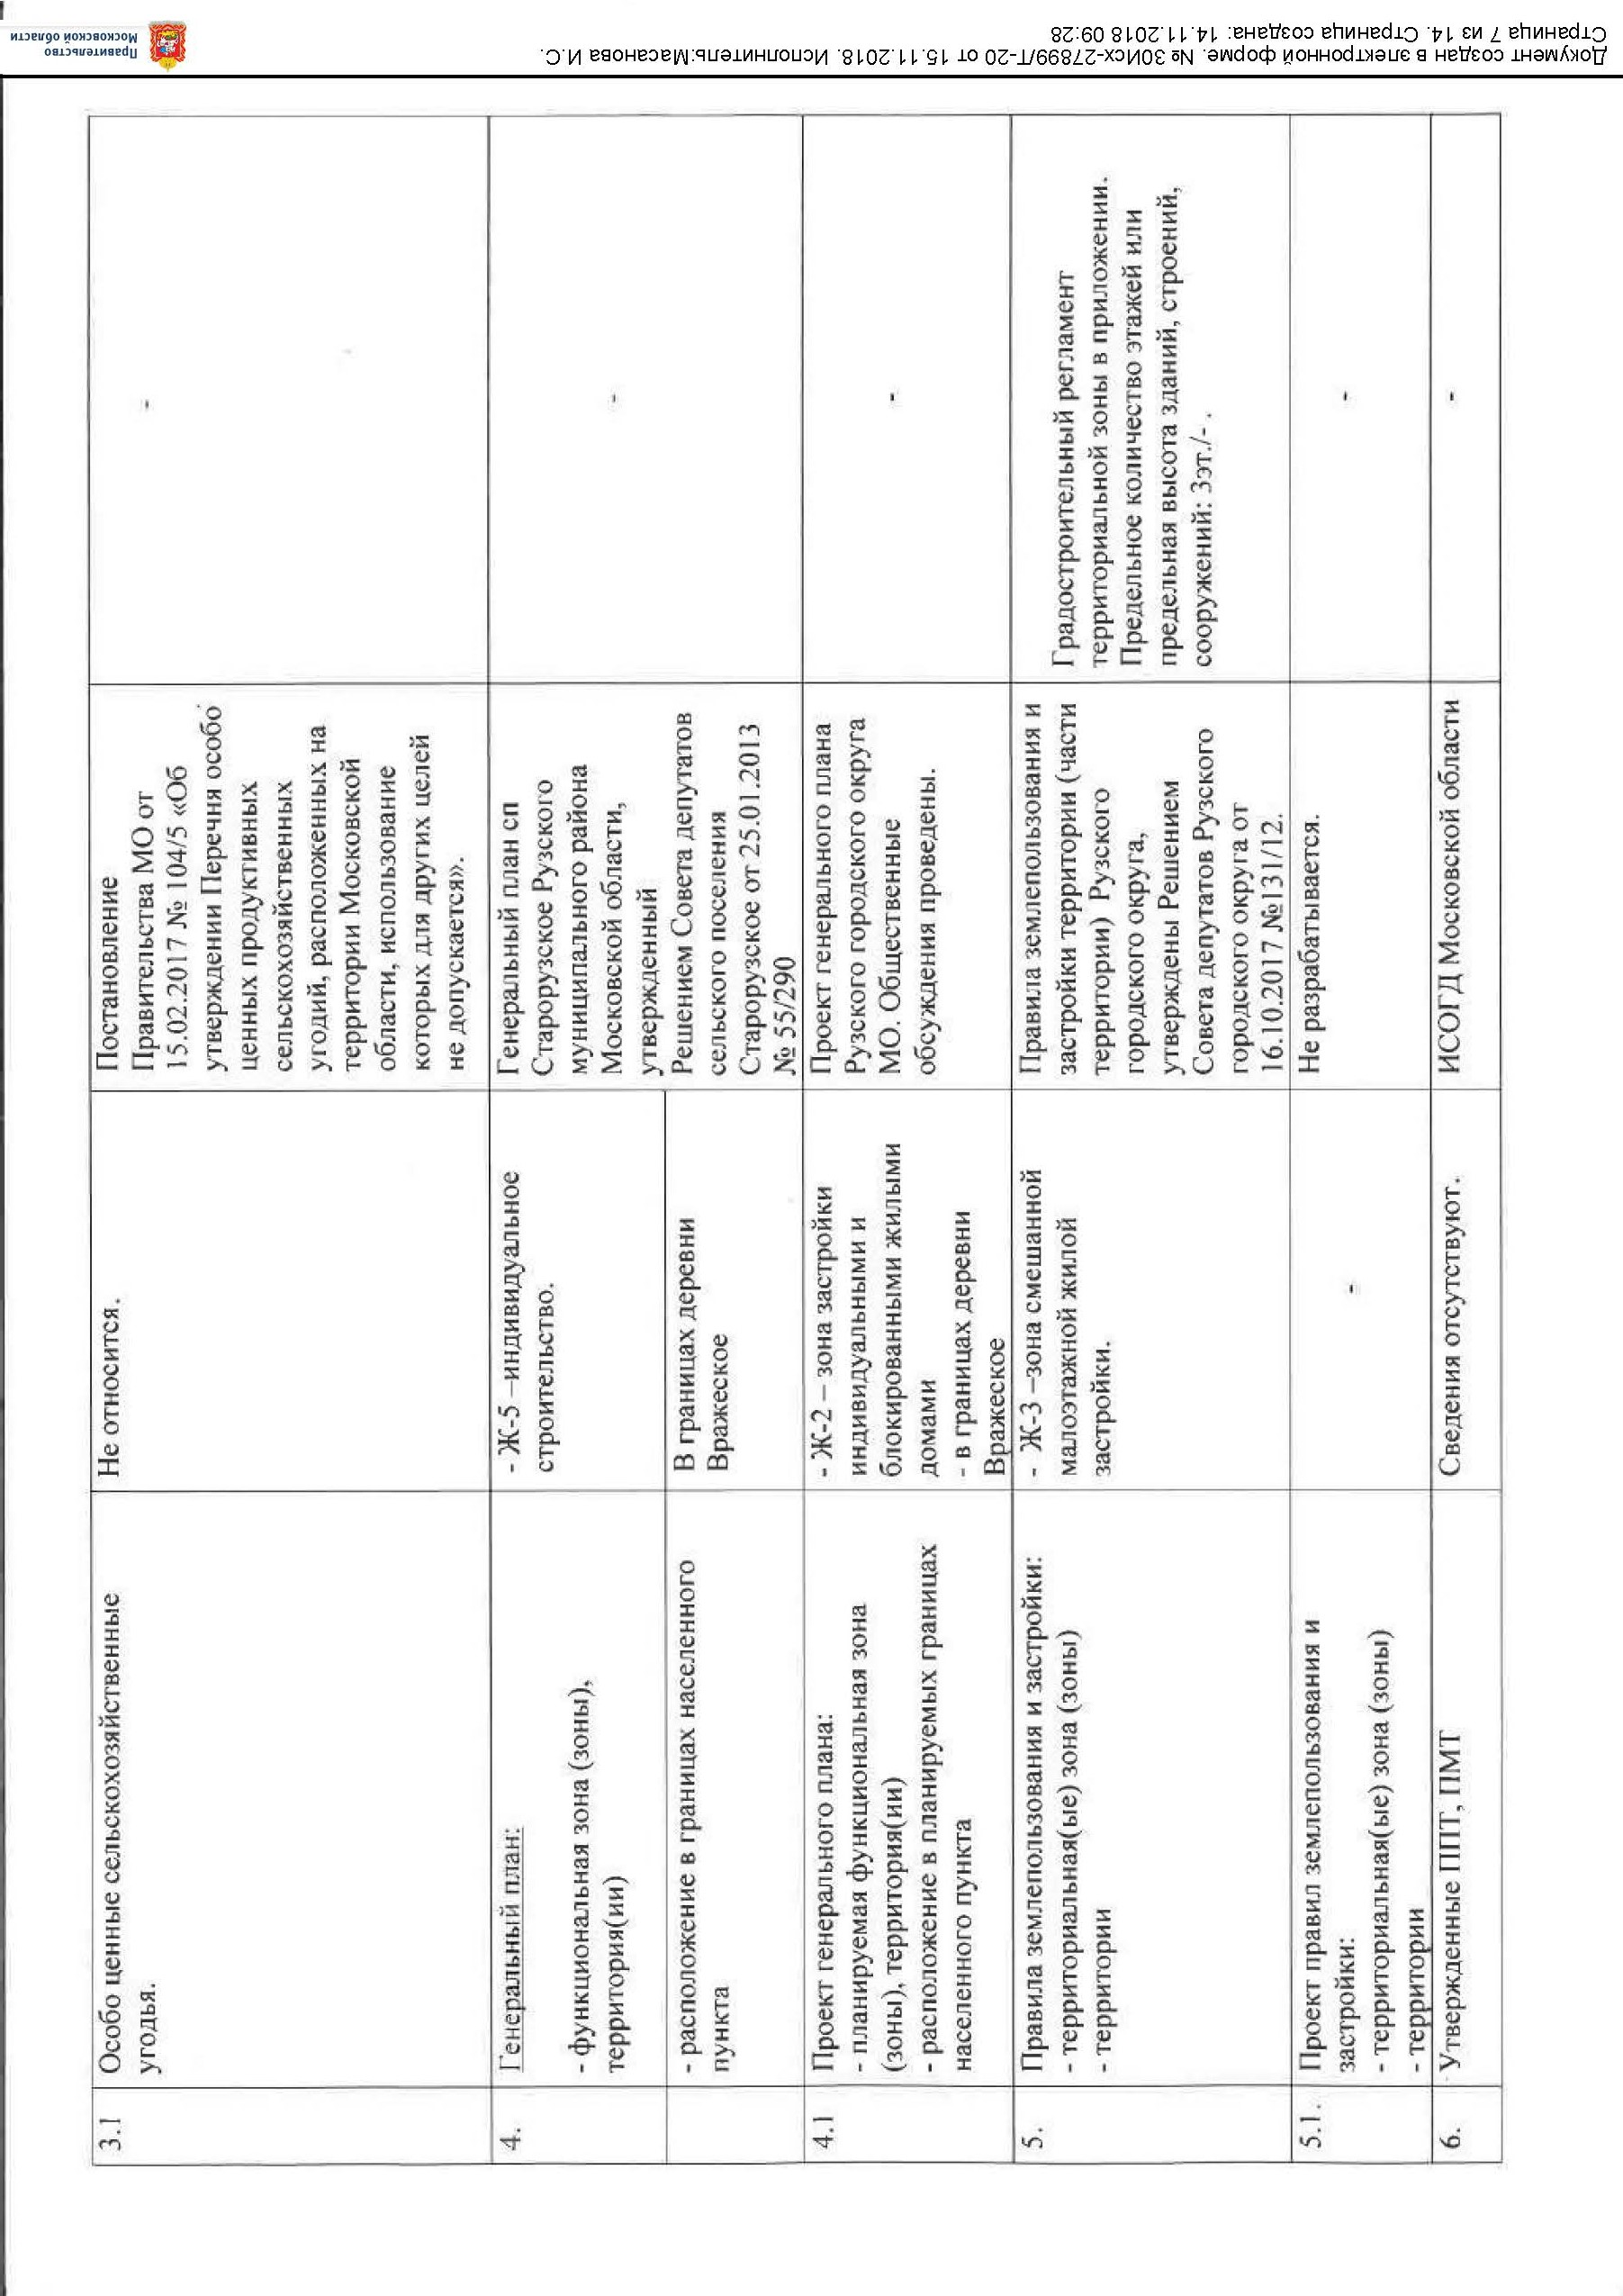 Документ создан в электронной форме. № 30Исх-27899/Т-20 от 15.11.2018. Исполнитель:Масанова И.С.
Страница 7 из 14. Страница создана: 14.11.2018 09:28
Правительство
Московской области
3.1
Особо ценные сельскохозяйственные
угодья.
Не относится.
Постановление
Правительства МО от
15.02.2017 № 104/5 «Об
утверждении Перечня особо
ценных продуктивных
сельскохозяйственных
угодий, расположенных на
территории Московской
области, использование
которых для других целей
не допускается».
-
4.
Генеральный план:
- функциональная зона (зоны),
территория(ии)
- Ж-5 –индивидуальное
строительство.
Генеральный план сп
Старорузское Рузского
муниципального района
Московской области,
утвержденный
Решением Совета депутатов
сельского поселения
Старорузское от 25.01.2013
№ 55/290
-
- расположение в границах населенного
пункта
В границах деревни
Вражеское
4.1
Проект генерального плана:
- планируемая функциональная зона
(зоны), территория(ии)
- расположение в планируемых границах
населенного пункта
- Ж-2 – зона застройки
индивидуальными и
блокированными жилыми
домами
- в границах деревни
Вражеское
Проект генерального плана
Рузского городского округа
МО. Общественные
обсуждения проведены.
-
5.
Правила землепользования и застройки:
- территориальная(ые) зона (зоны)
- территории
- Ж-3 –зона смешанной
малоэтажной жилой
застройки.
Правила землепользования и
застройки территории (части
территории) Рузского
городского округа,
утверждены Решением
Совета депутатов Рузского
городского округа от
16.10.2017 №131/12.
Градостроительный регламент
территориальной зоны в приложении.
Предельное количество этажей или
предельная высота зданий, строений,
сооружений: 3эт./- .
5.1.
Проект правил землепользования и
застройки:
- территориальная(ые) зона (зоны)
- территории
-
Не разрабатывается.
-
6.
Утвержденные ППТ, ПМТ
Сведения отсутствуют.
ИСОГД Московской области
-